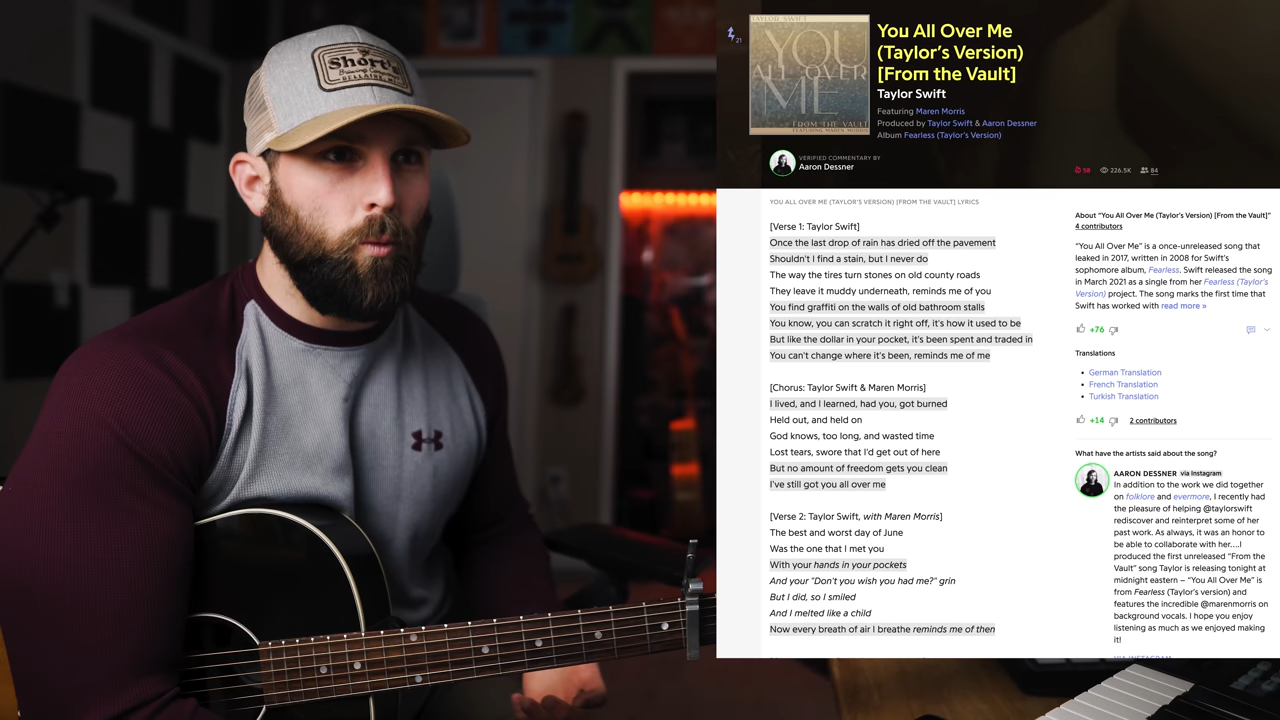 Short's
Brewing Company
BELLAIRE, MICH
21
TAYLOR SWIFT
YOU
ALL OVER
ME
FROM THE VAULT
FEATURING MAREN MORRIS
You All Over Me
(Taylor's Version)
[From the Vault]
Taylor Swift
Featuring Maren Morris
Produced by Taylor Swift & Aaron Dessner
Album Fearless (Taylor's Version)
VERIFIED COMMENTARY BY
Aaron Dessner
58 226.5K 84
YOU ALL OVER ME (TAYLOR'S VERSION) [FROM THE VAULT] LYRICS
[Verse 1: Taylor Swift]
Once the last drop of rain has dried off the pavement
Shouldn't I find a stain, but I never do
The way the tires turn stones on old county roads
They leave it muddy underneath, reminds me of you
You find graffiti on the walls of old bathroom stalls
You know, you can scratch it right off, it's how it used to be
But like the dollar in your pocket, it's been spent and traded in
You can't change where it's been, reminds me of me
[Chorus: Taylor Swift & Maren Morris]
I lived, and I learned, had you, got burned
Held out, and held on
God knows, too long, and wasted time
Lost tears, swore that I'd get out of here
But no amount of freedom gets you clean
I've still got you all over me
[Verse 2: Taylor Swift, with Maren Morris]
The best and worst day of June
Was the one that I met you
With your hands in your pockets
And your "Don't you wish you had me?" grin
But I did, so I smiled
And I melted like a child
Now every breath of air I breathe reminds me of then
About "You All Over Me (Taylor's Version) [From the Vault]"
4 contributors
"You All Over Me" is a once-unreleased song that
leaked in 2017, written in 2008 for Swift's
sophomore album, Fearless. Swift released the song
in March 2021 as a single from her Fearless (Taylor's
Version) project. The song marks the first time that
Swift has worked with read more »
+76
Translations
• German Translation
• French Translation
• Turkish Translation
+14 2 contributors
What have the artists said about the song?
AARON DESSNER via Instagram
In addition to the work we did together
on folklore and evermore, I recently had
the pleasure of helping @taylorswift
rediscover and reinterpret some of her
past work. As always, it was an honor to
be able to collaborate with her....I
produced the first unreleased "From the
Vault" song Taylor is releasing tonight at
midnight eastern – "You All Over Me" is
from Fearless (Taylor's version) and
features the incredible @marenmorris on
background vocals. I hope you enjoy
listening as much as we enjoyed making
it!
VIA INSTAGRAM